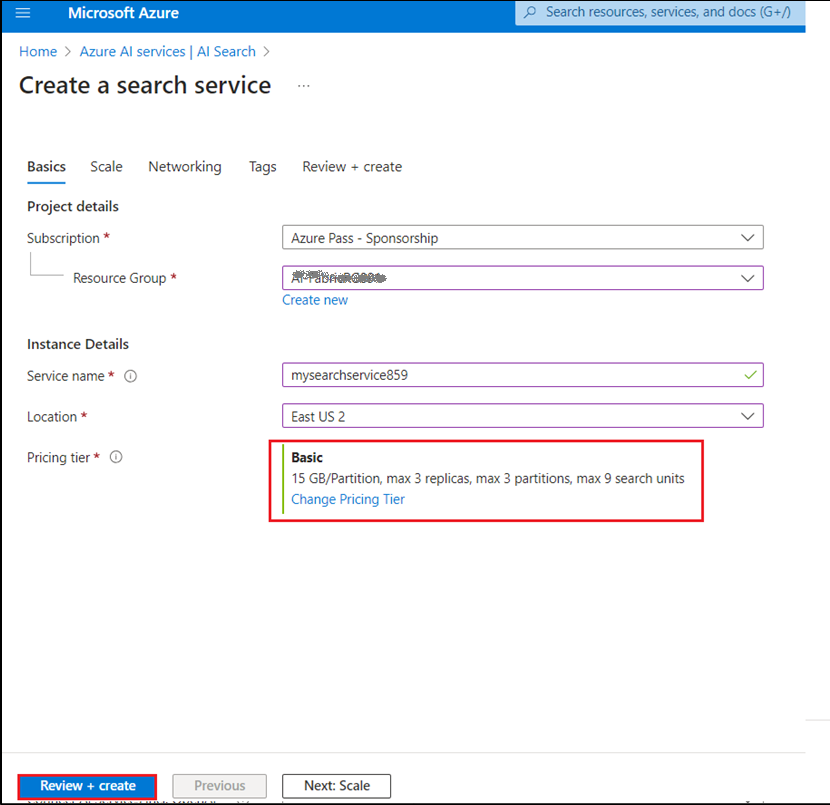 Microsoft Azure
Search resources, services, and docs (G+/)
Home > Azure AI services | AI Search >
Create a search service ...
Basics Scale Networking Tags Review + create
Project details
Subscription *
Azure Pass - Sponsorship
Resource Group *
Create new
Instance Details
Service name *
mysearchservice859
Location *
East US 2
Pricing tier *
Basic
15 GB/Partition, max 3 replicas, max 3 partitions, max 9 search units
Change Pricing Tier
Review + create Previous Next: Scale